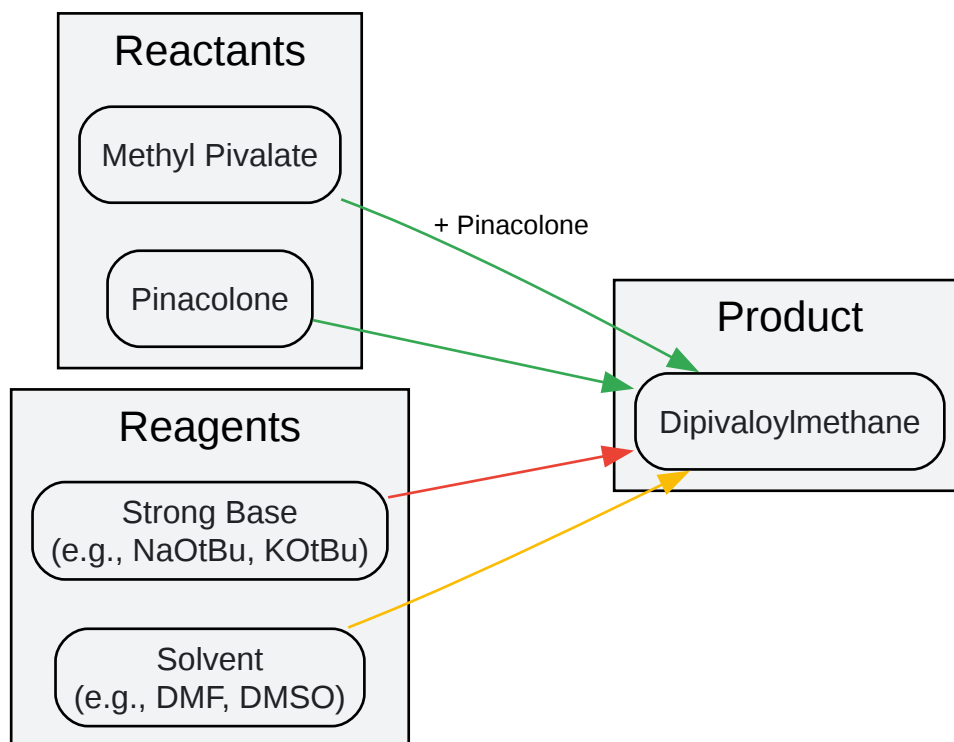 Reactants
Methyl Pivalate
+ Pinacolone
Pinacolone
Product
Dipivaloylmethane
Reagents
Strong Base
(e.g., NaOtBu, KOtBu)
Solvent
(e.g., DMF, DMSO)